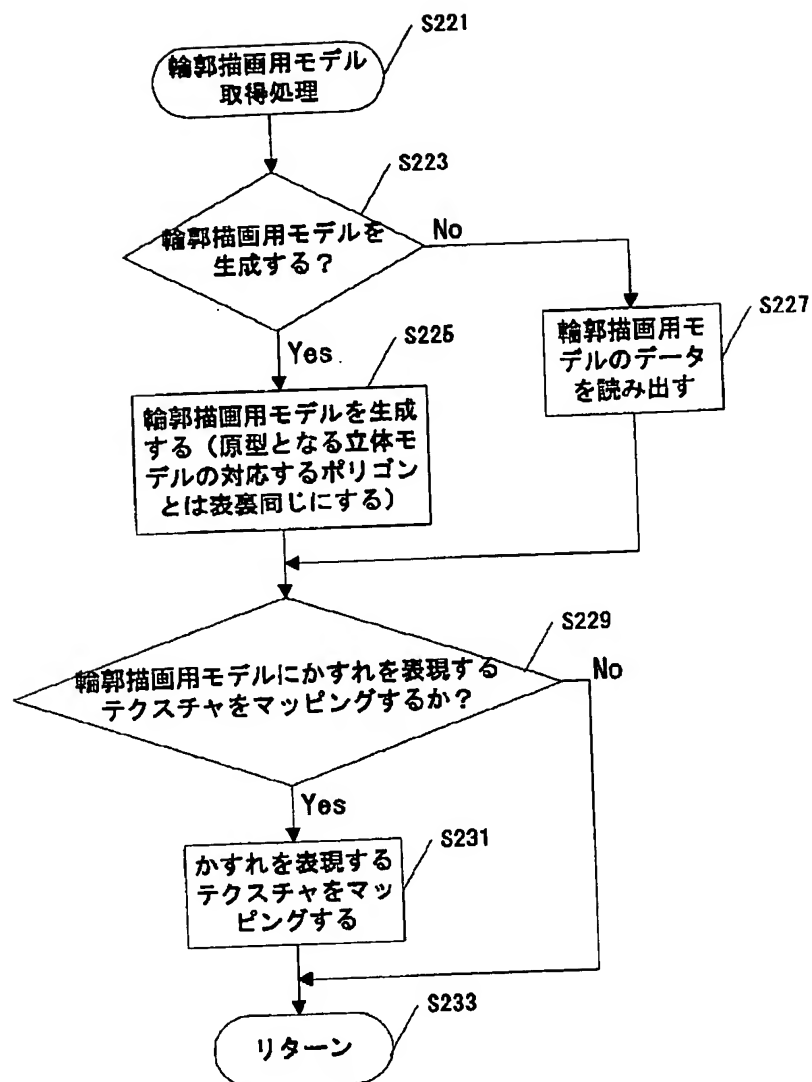 S221
輪郭描画用モデル
取得処理
S223
輪郭描画用モデルを
生成する？
No
Yes
S225
輪郭描画用モデルを生成
する（原型となる立体モ
デルの対応するポリゴン
とは表裏同じにする）
S227
輪郭描画用モ
デルのデータ
を読み出す
S229
輪郭描画用モデルにかすれを表現する
テクスチャをマッピングするか？
No
Yes
S231
かすれを表現する
テクスチャをマッ
ピングする
S233
リターン